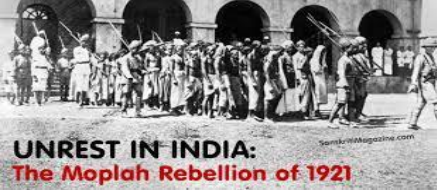 SanskritiMagazine.com
UNREST IN INDIA:
The Moplah Rebellion of 1921